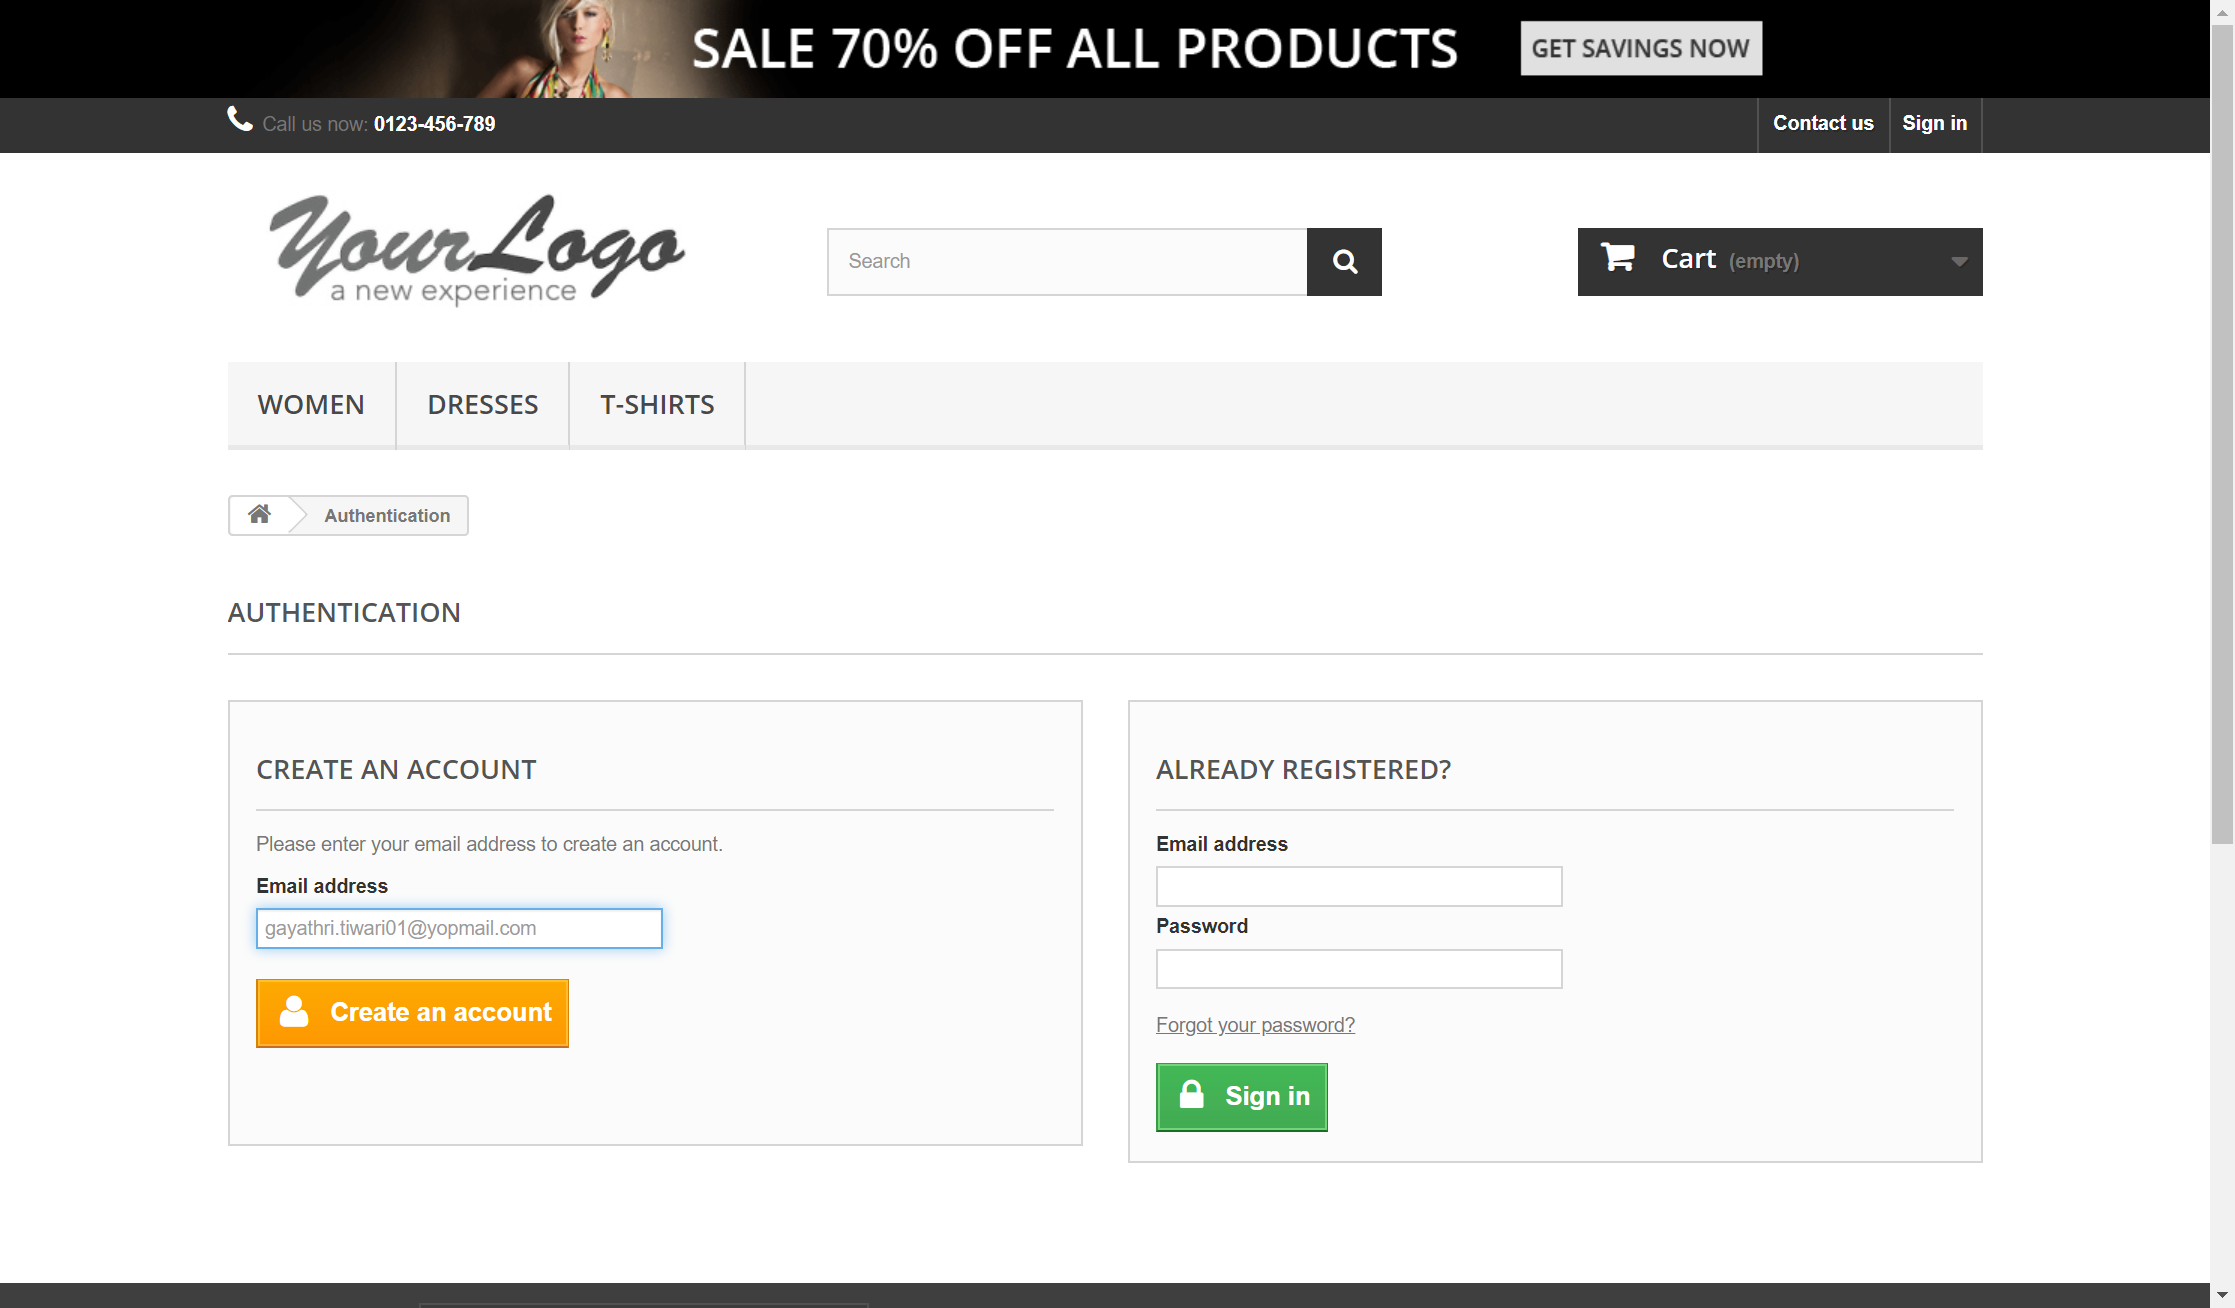 SALE 70% OFF ALL PRODUCTS GET SAVINGS NOW
Call us now: 0123-456-789 Contact us Sign in
YourLogo
a new experience
Search
Cart (empty)
WOMEN DRESSES T-SHIRTS
Authentication
AUTHENTICATION
CREATE AN ACCOUNT
Please enter your email address to create an account.
Email address
gayathri.tiwari01@yopmail.com
Create an account
ALREADY REGISTERED?
Email address
Password
Forgot your password?
Sign in